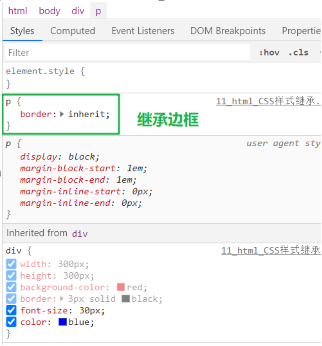 html body div p
Styles Computed Event Listeners DOM Breakpoints Properties
Filter :hov .cls
element.style {
}
p { 11_html_CSS样式继承.
border: inherit;
} 继承边框
p { user agent sty
display: block;
margin-block-start: 1em;
margin-block-end: 1em;
margin-inline-start: 0px;
margin-inline-end: 0px;
}
Inherited from div
div { 11_html_CSS样式继承
width: 300px;
height: 300px;
background-color: red;
border: 3px solid black;
font-size: 30px;
color: blue;
}